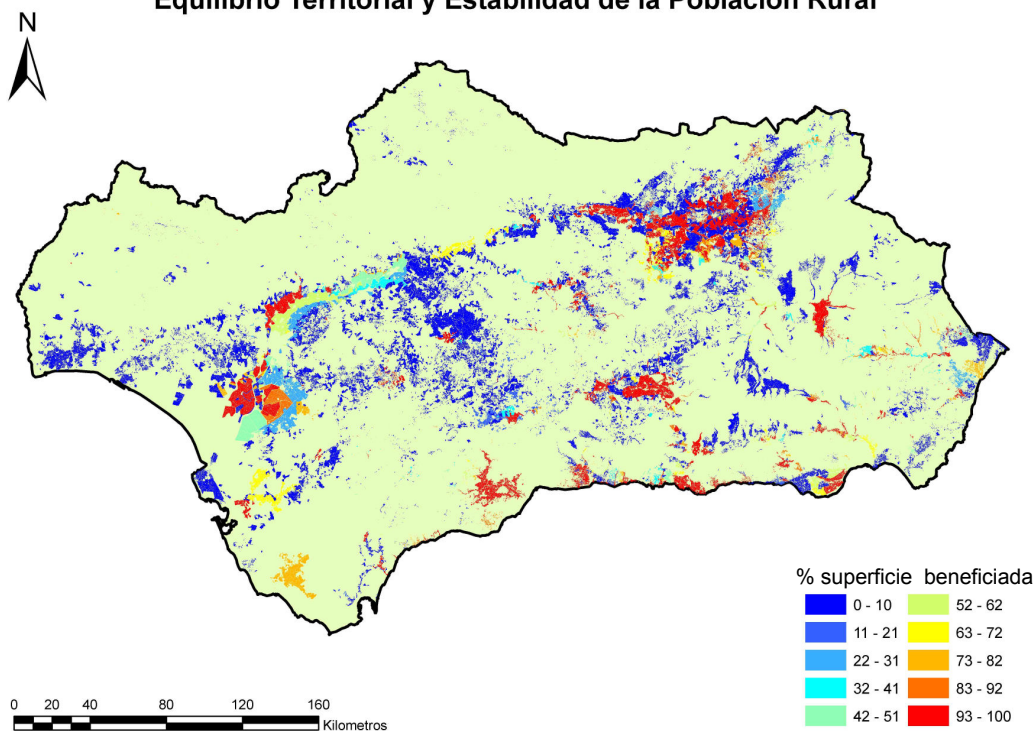 Equilibrio Territorial y Estabilidad de la Población Rural
N
% superficie beneficiada
0 - 10
52 - 62
11 - 21
63 - 72
22 - 31
73 - 82
32 - 41
83 - 92
42 - 51
93 - 100
0 20 40 80 120 160
Kilometros